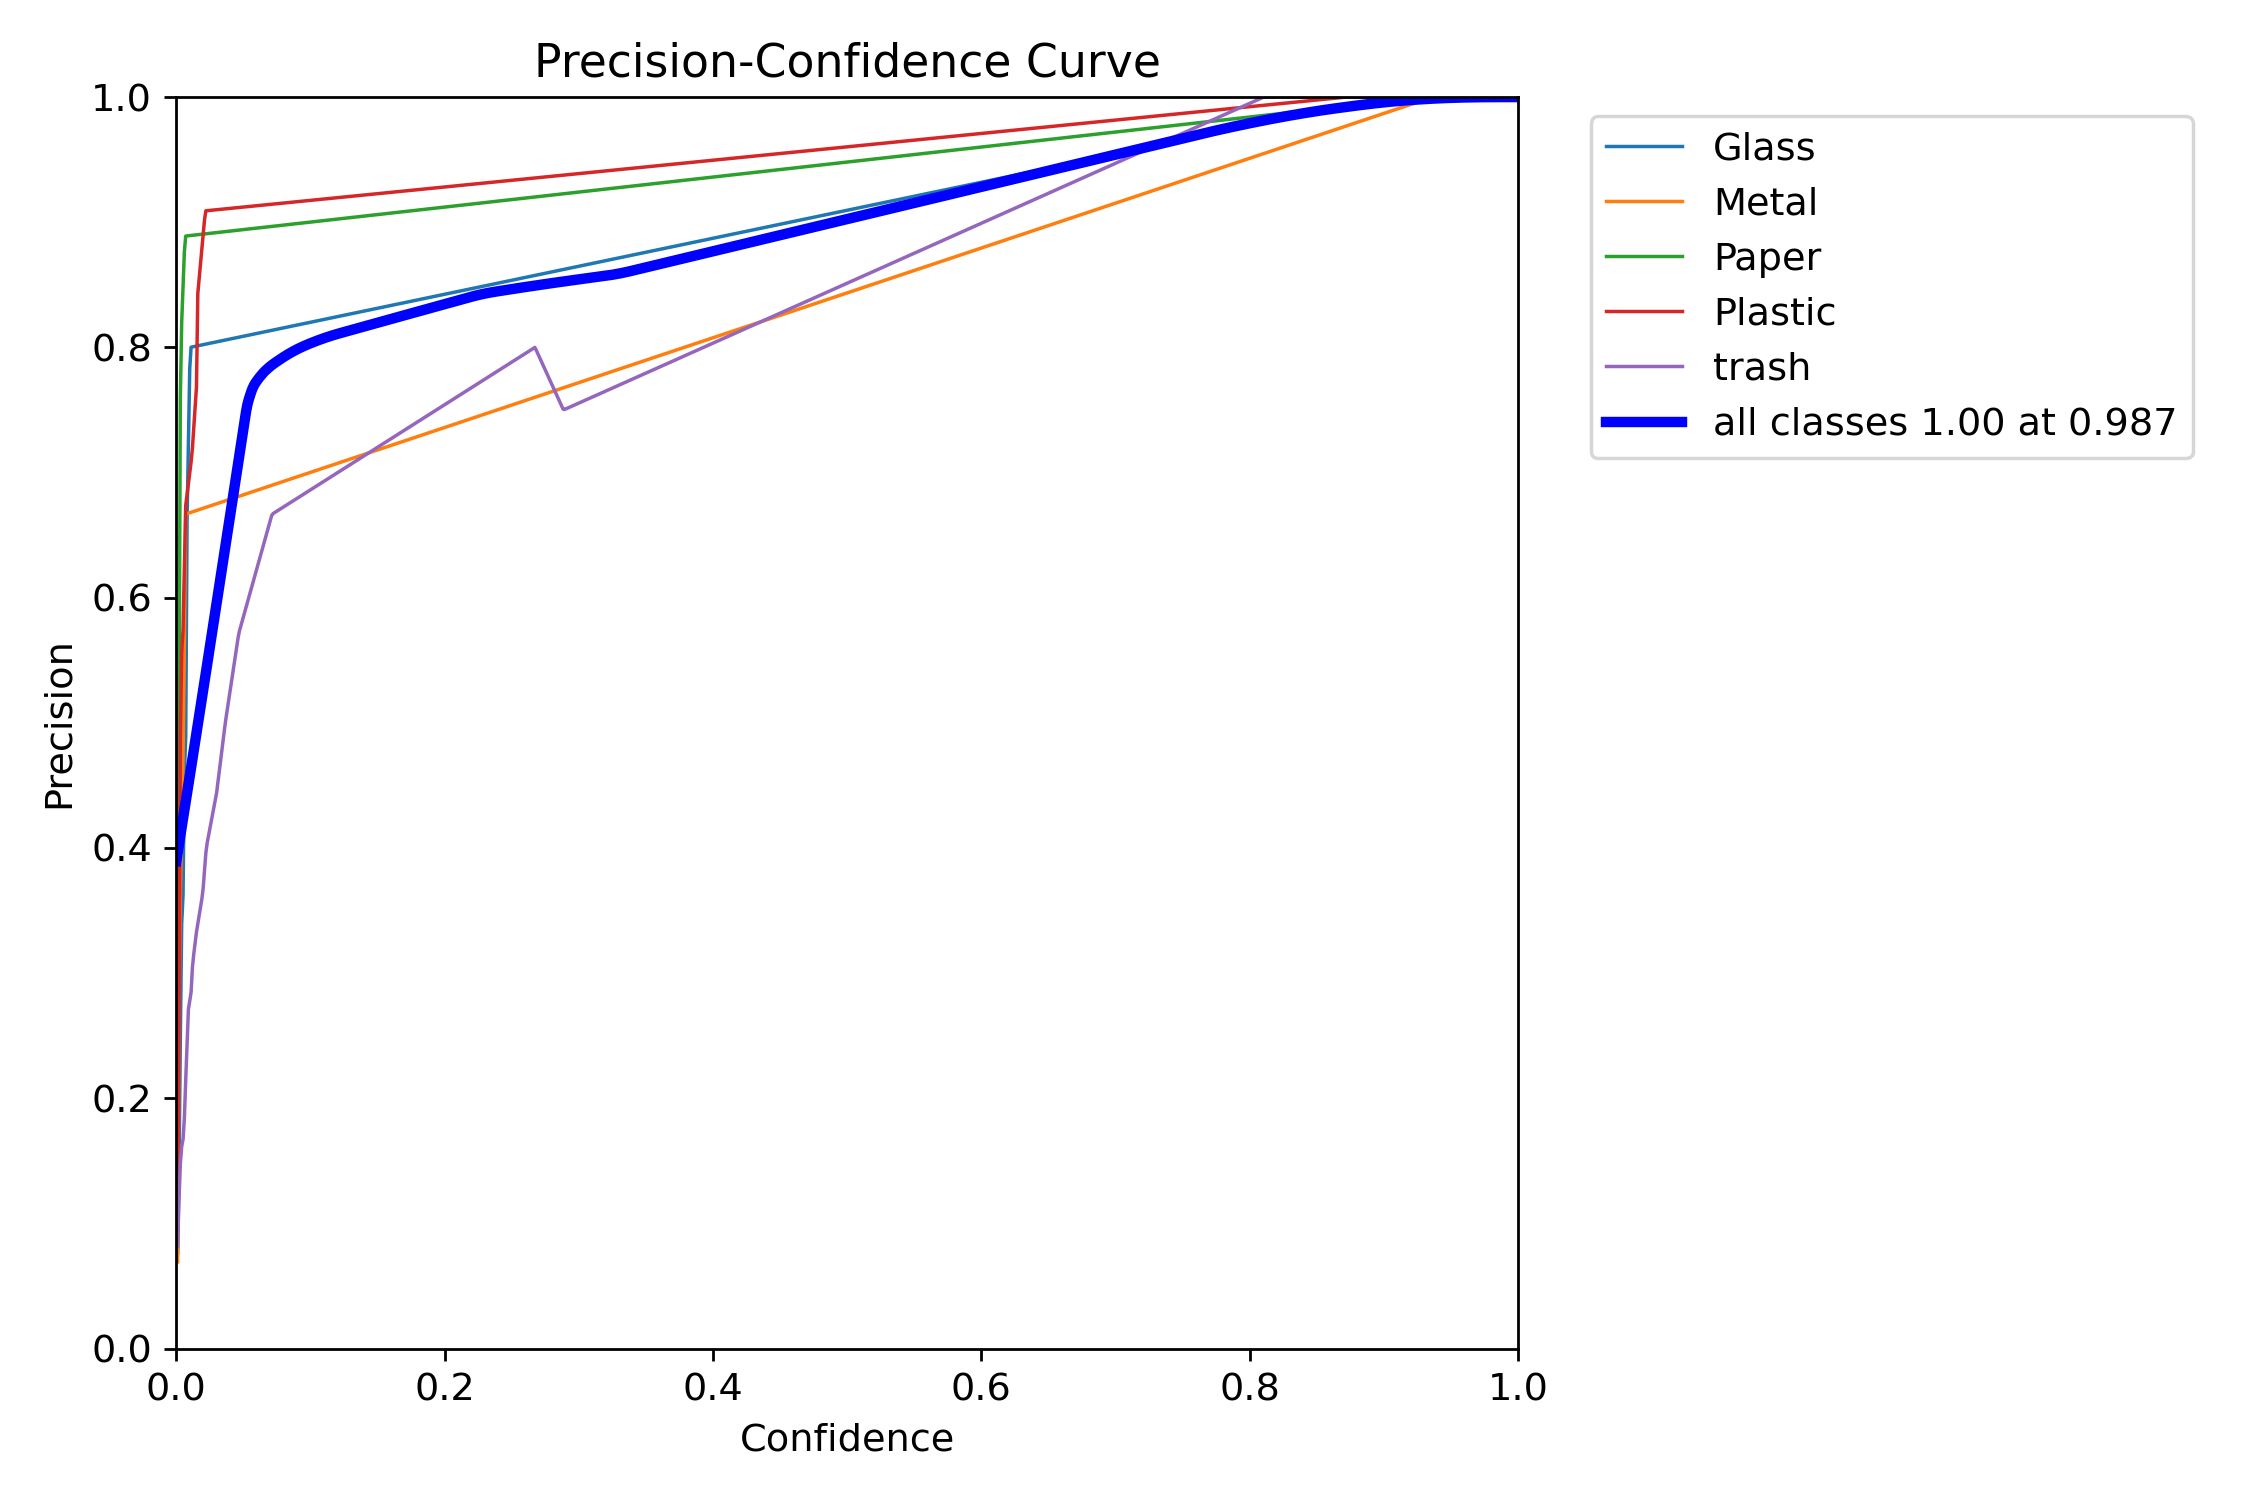 Precision-Confidence Curve
1.0
0.8
0.6
0.4
0.2
0.0
Precision
0.0 0.2 0.4 0.6 0.8 1.0
Confidence
Glass
Metal
Paper
Plastic
trash
all classes 1.00 at 0.987